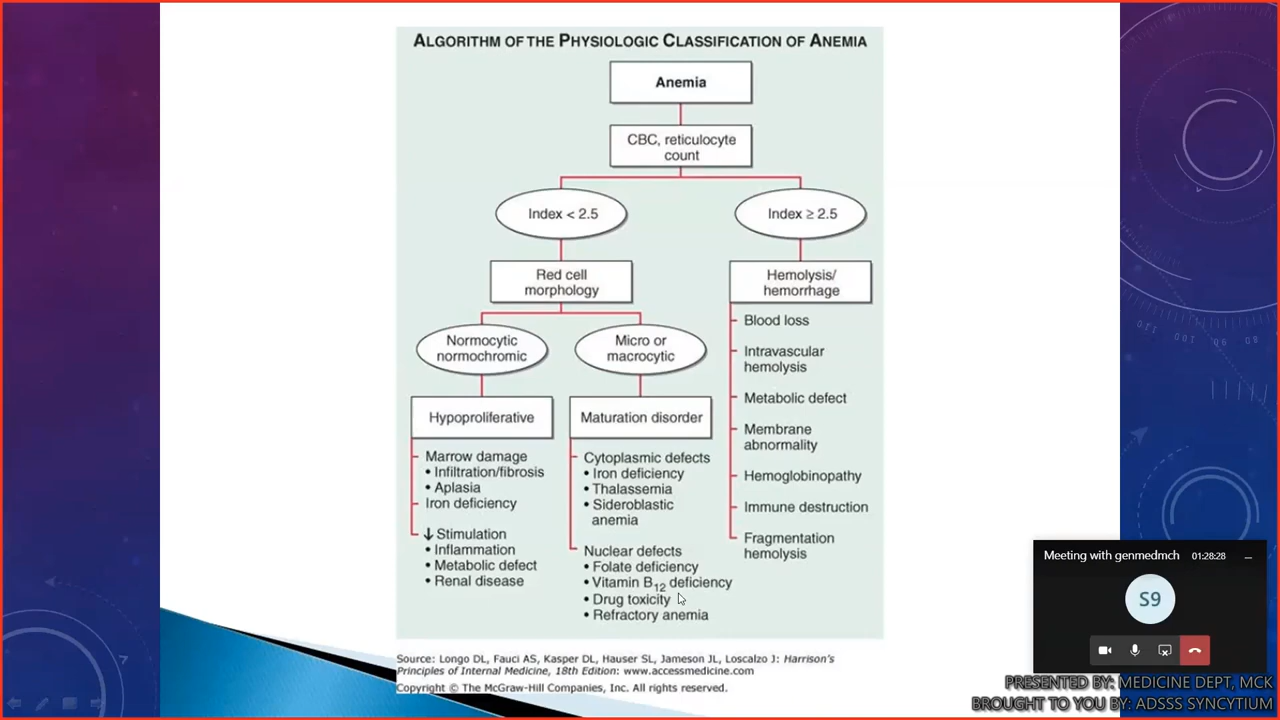 ALGORITHM OF THE PHYSIOLOGIC CLASSIFICATION OF ANEMIA
Anemia
CBC, reticulocyte
count
Index < 2.5
Index ≥ 2.5
Red cell
morphology
Hemolysis/
hemorrhage
Normocytic
normochromic
Micro or
macrocytic
Hypoproliferative
Maturation disorder
Marrow damage
• Infiltration/fibrosis
• Aplasia
Iron deficiency
↓ Stimulation
• Inflammation
• Metabolic defect
• Renal disease
Cytoplasmic defects
• Iron deficiency
• Thalassemia
• Sideroblastic
anemia
Nuclear defects
• Folate deficiency
• Vitamin B12 deficiency
• Drug toxicity
• Refractory anemia
Blood loss
Intravascular
hemolysis
Metabolic defect
Membrane
abnormality
Hemoglobinopathy
Immune destruction
Fragmentation
hemolysis
Source: Longo DL, Fauci AS, Kasper DL, Hauser SL, Jameson JL, Loscalzo J: Harrison's
Principles of Internal Medicine, 18th Edition: www.accessmedicine.com
Copyright © The McGraw-Hill Companies, Inc. All rights reserved.
Meeting with genmedmch 01:28:28
S9
PRESENTED BY: MEDICINE DEPT, MCK
BROUGHT TO YOU BY: ADSSS SYNCYTIUM